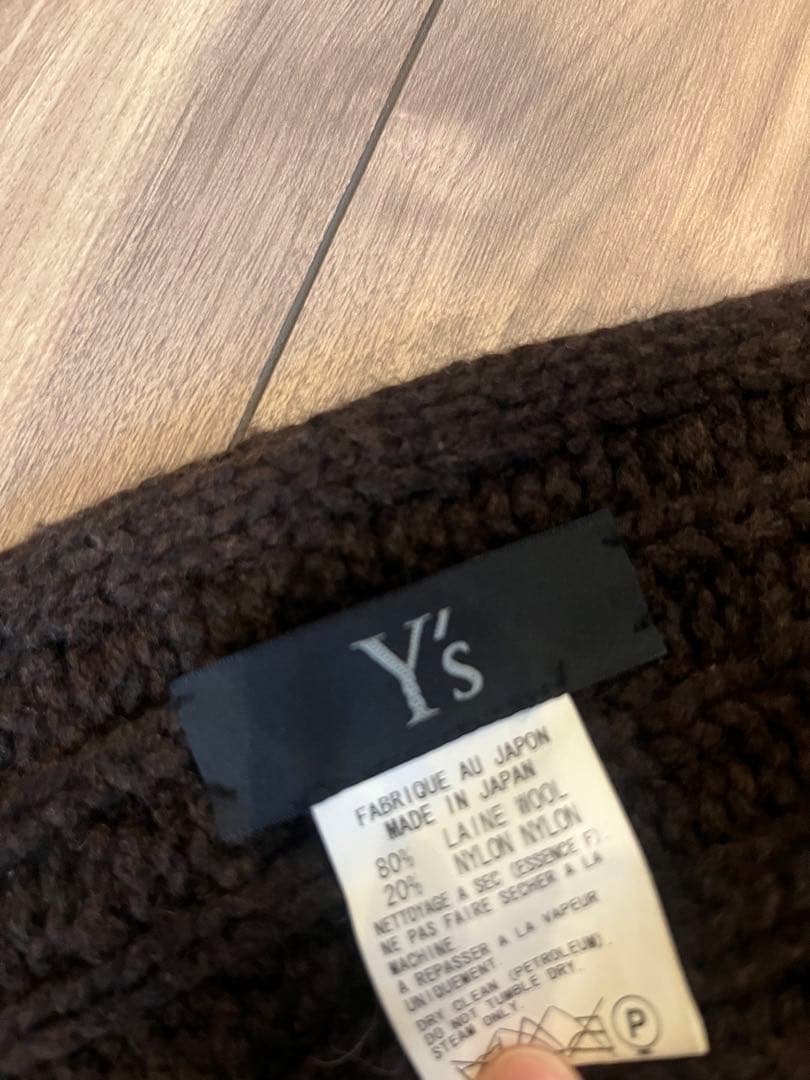 Y's
FABRIQUE AU JAPON
MADE IN JAPAN
80% LAINE WOOL
20% NYLON NYLON
NETTOYAGE A SEC (ESSENCE F).
NE PAS FAIRE SECHER A LA
MACHINE
A REPASSER A LA VAPEUR
UNIQUEMENT.
DRY CLEAN (PETROLEUM).
DO NOT TUMBLE DRY.
STEAM ONLY.
P